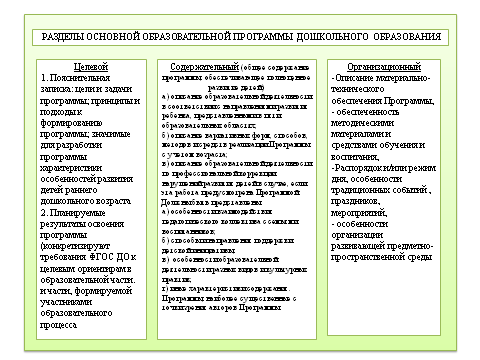 РАЗДЕЛЫ ОСНОВНОЙ ОБРАЗОВАТЕЛЬНОЙ ПРОГРАММЫ ДОШКОЛЬНОГО ОБРАЗОВАНИЯ
Целевой
1. Пояснительная
записка: цели и задачи
программы; принципы и
подходы к
формированию
программы; значимые
для разработки
программы
характеристики
особенностей развития
детей раннего
дошкольного возраста
2. Планируемые
результаты освоения
программы
(конкретизируют
требования ФГОС ДО к
целевым ориентирам в
образовательной части.
и части, формируемой
участниками
образовательного
процесса
Содержательный (общее содержание
программы, обеспечивающее полноценное
развитие детей)
а) описание образовательной деятельности
в соответствии с направлениями развития
ребенка, представленными в пяти
образовательных областях;
б) описание вариативных форм, способов,
методов и средств реализации Программы
с учетом возраста;
в) описание образовательной деятельности
по профессиональной коррекции
нарушений развития детей в случае, если
эта работа предусмотрена Программой
Должны быть представлены
а) особенности взаимодействия
педагогического коллектива с семьями
воспитанников;
б) способы и направления поддержки
детской инициативы
в) особенности образовательной
деятельности разных видов и культурных
практик;
г) иные характеристики содержания
Программы наиболее существенные с
точки зрения авторов Программы
Организационный
-Описание материально-
технического
обеспечения Программы,
- обеспеченность
методическими
материалами и
средствами обучения и
воспитания,
-Распорядок и/или режим
дня, особенности
традиционных событий ,
праздников,
мероприятий,
- особенности
организации
развивающей предметно-
пространственной среды